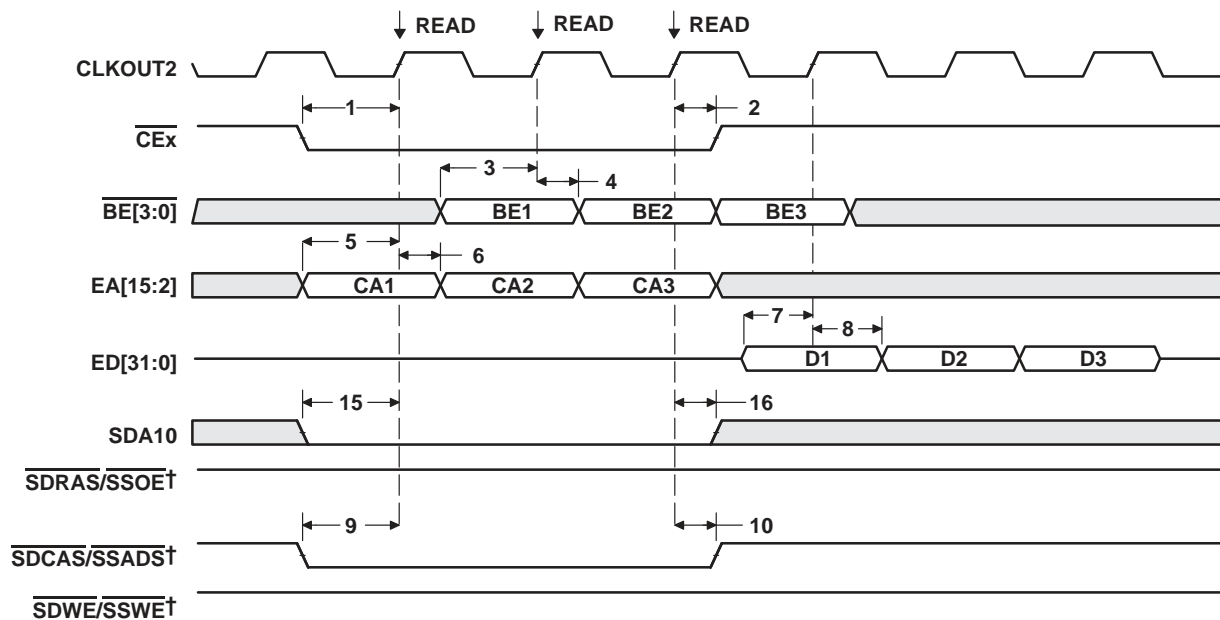 READ READ READ
CLKOUT2
1 2
CEx
3 4
BE[3:0] BE1 BE2 BE3
5 6
EA[15:2] CA1 CA2 CA3
7 8
ED[31:0] D1 D2 D3
15 16
SDA10
SDRAS/SSOE†
9 10
SDCAS/SSADS†
SDWE/SSWE†